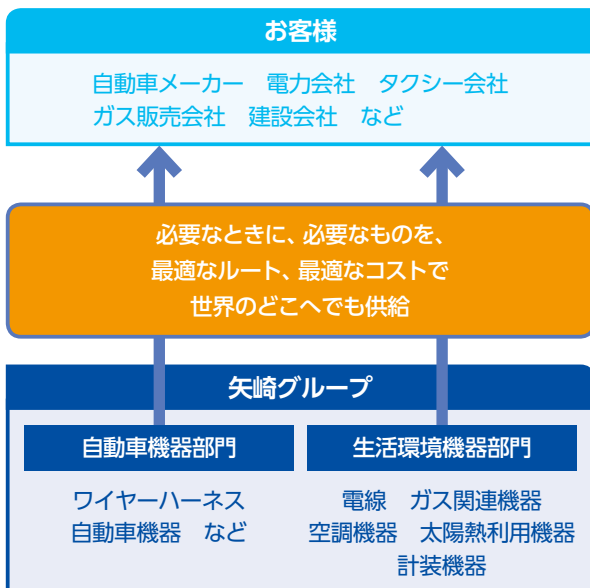 お客様
自動車メーカー　電力会社　タクシー会社
ガス販売会社　建設会社　など
必要なときに、必要なものを、
最適なルート、最適なコストで
世界のどこへでも供給
矢崎グループ
自動車機器部門
ワイヤーハーネス
自動車機器　など
生活環境機器部門
電線　ガス関連機器
空調機器　太陽熱利用機器
計装機器